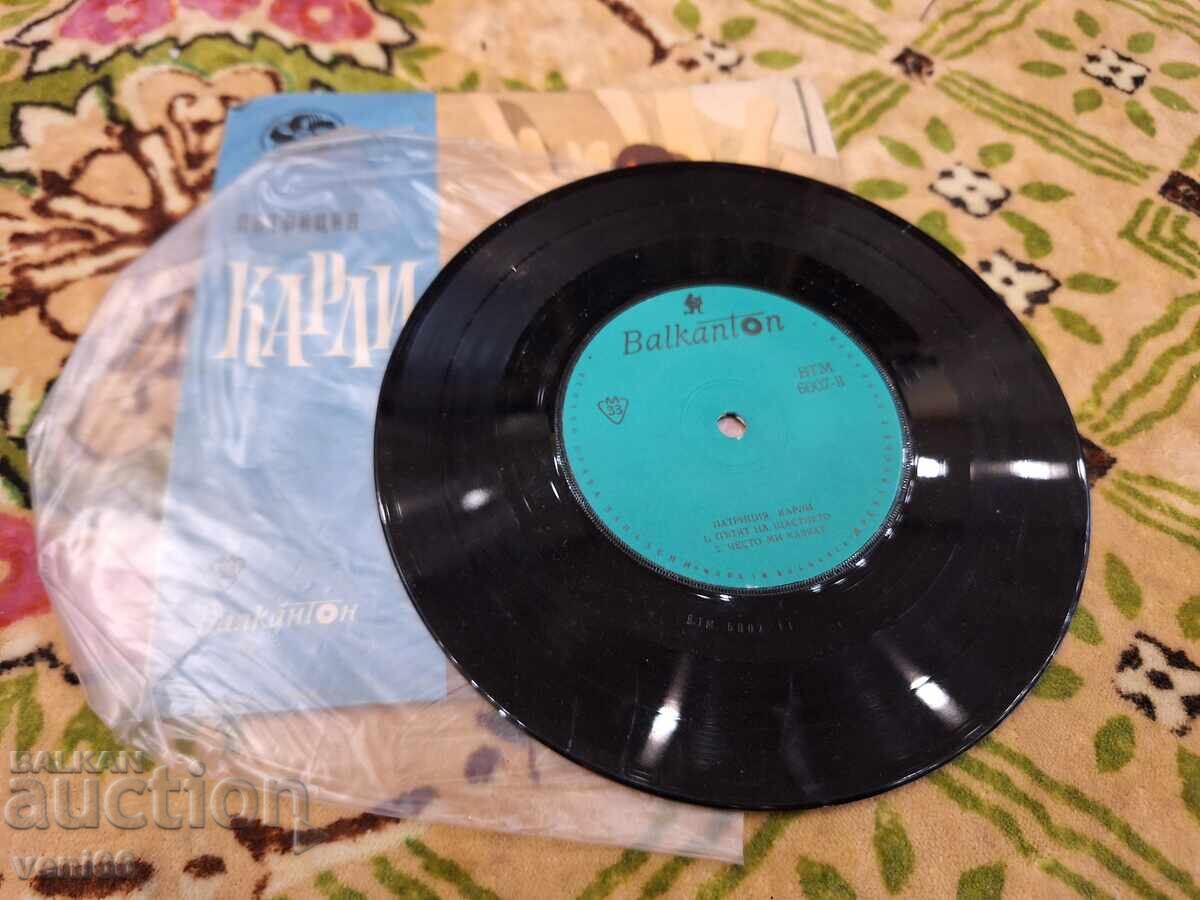 ПАТРИЦИЯ
КАРЛИ
Balkanton
Balkanton
ВТМ
6007-II
М
33
ПАТРИЦИЯ КАРЛИ
1. ПЪТЯТ НА ЩАСТИЕТО
2. ЧЕСТО МИ КАЗВАТ
BALKAN
auction
veni66